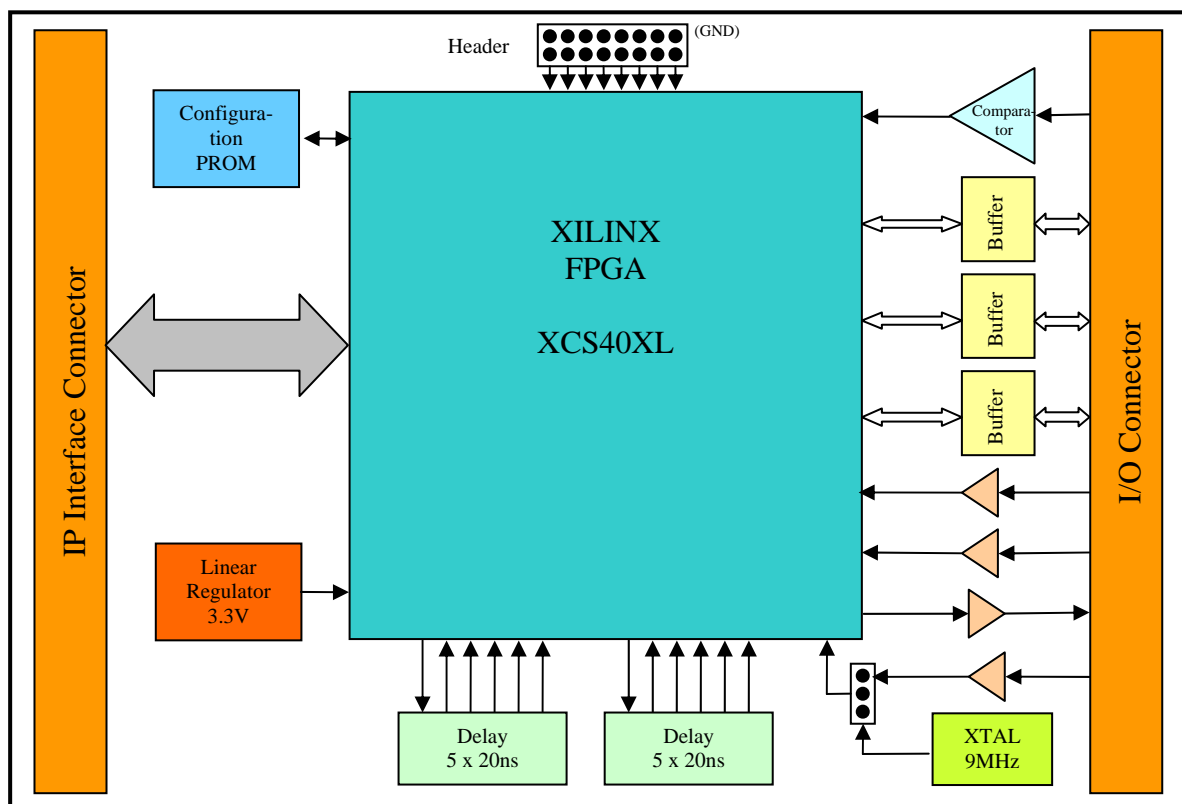 (GND)
Header
Configura-
tion
PROM
Compara-
tor
XILINX
FPGA
XCS40XL
Buffer
Buffer
Buffer
IP Interface Connector
I/O Connector
Linear
Regulator
3.3V
Delay
5 x 20ns
Delay
5 x 20ns
XTAL
9MHz